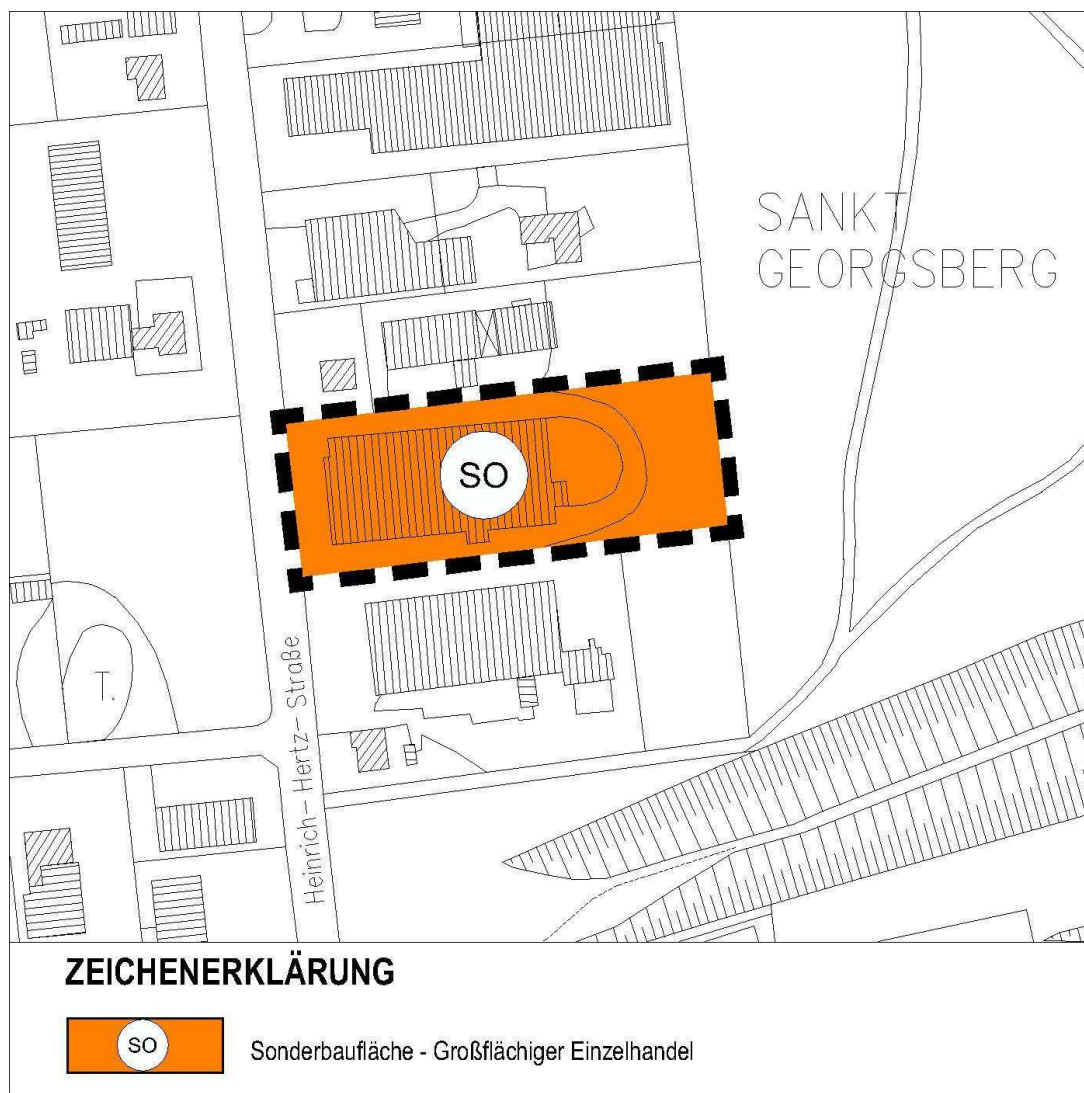 SANKT
GEORGSBERG
SO
T.
Heinrich-Hertz-Straße
ZEICHENERKLÄRUNG
SO
Sonderbaufläche - Großflächiger Einzelhandel